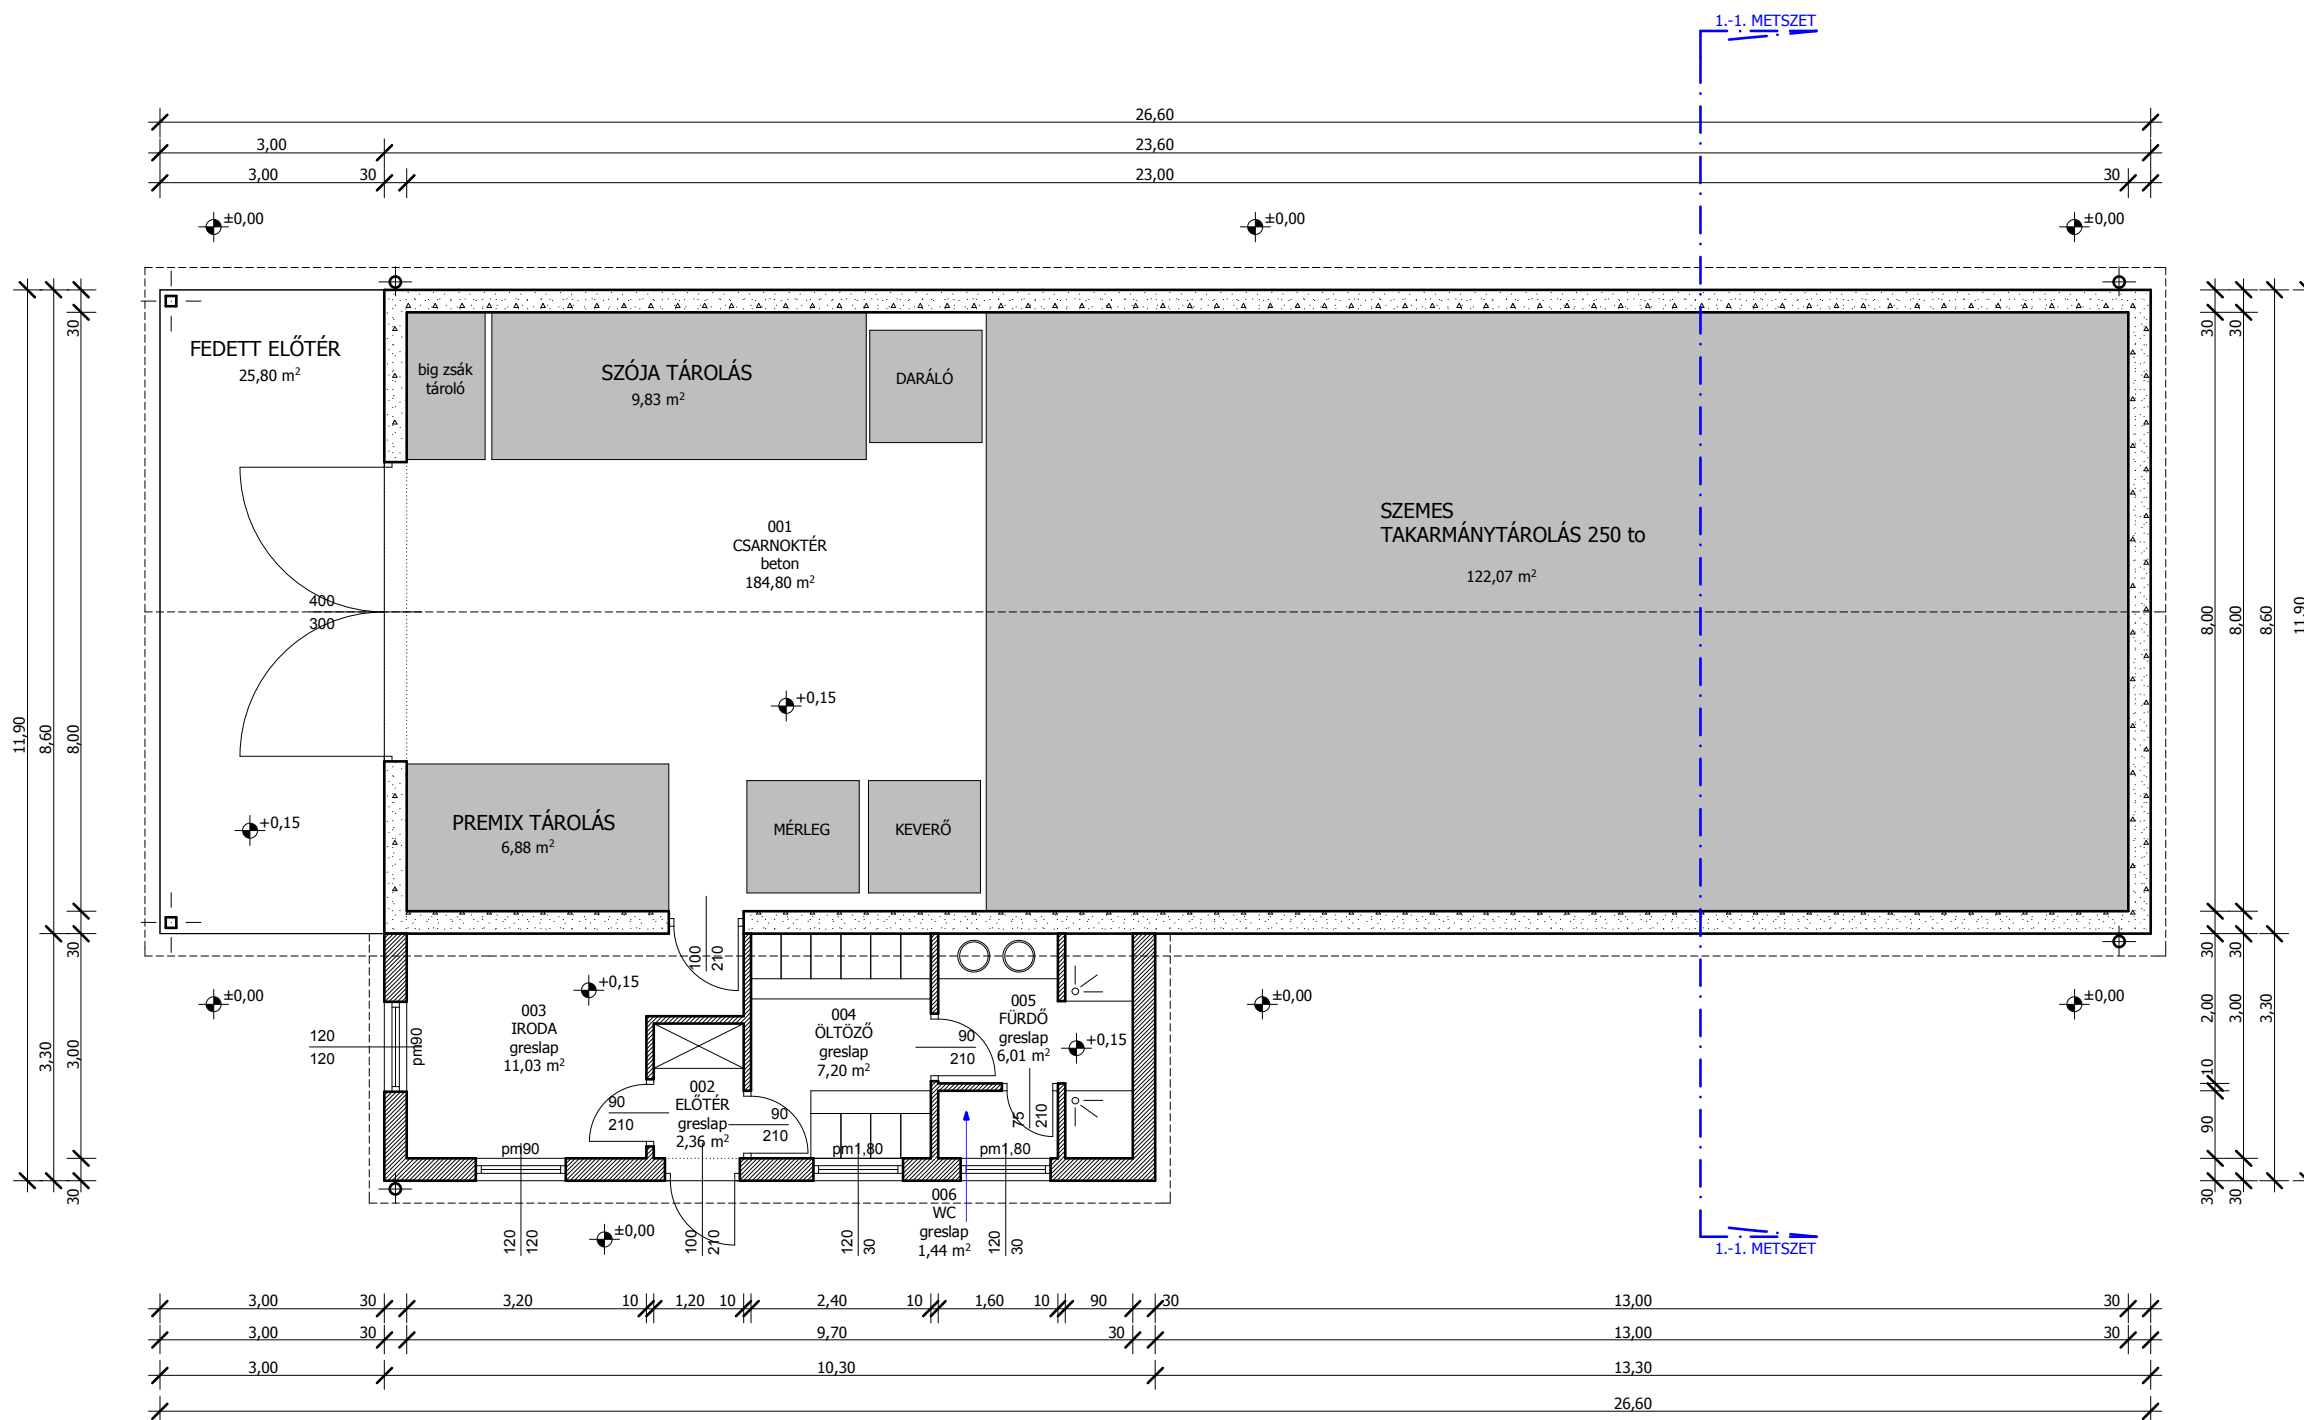 1.-1. METSZET
26,60
3,00
23,60
3,00
30
23,00
30
±0,00
±0,00
±0,00
FEDETT ELŐTÉR
25,80 m²
big zsák
tároló
SZÓJA TÁROLÁS
9,83 m²
DARÁLÓ
001
CSARNOKTÉR
beton
184,80 m²
SZEMES
TAKARMÁNYTÁROLÁS 250 to
122,07 m²
400
300
+0,15
+0,15
PREMIX TÁROLÁS
6,88 m²
MÉRLEG
KEVERŐ
11,90
8,60
30
8,00
30
3,30
3,00
30
30
30
8,00
8,00
8,60
11,90
30
30
2,00
3,00
3,30
10
90
30
30
±0,00
±0,00
±0,00
100
210
+0,15
003
IRODA
greslap
11,03 m²
120
120
pm90
004
ÖLTÖZŐ
greslap
7,20 m²
005
FÜRDŐ
greslap
6,01 m²
+0,15
90
210
002
ELŐTÉR
greslap
2,36 m²
90
210
90
210
75
210
pm90
pm1,80
pm1,80
006
WC
greslap
1,44 m²
±0,00
120
120
100
210
120
30
120
30
1.-1. METSZET
3,00
30
3,20
10
1,20
10
2,40
10
1,60
10
90
30
13,00
30
3,00
30
9,70
30
13,00
30
3,00
10,30
13,30
26,60